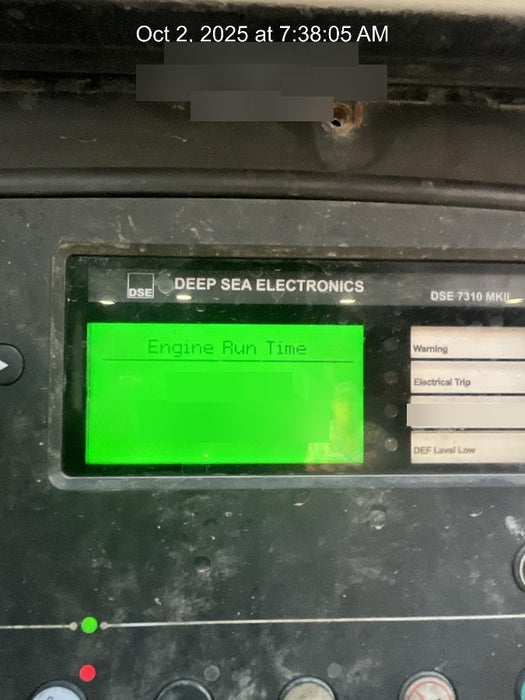 Oct 2, 2025 at 7:38:05 AM
DSE
DEEP SEA ELECTRONICS
DSE 7310 MKII
Engine Run Time
Warning
Electrical Trip
DEF Level Low